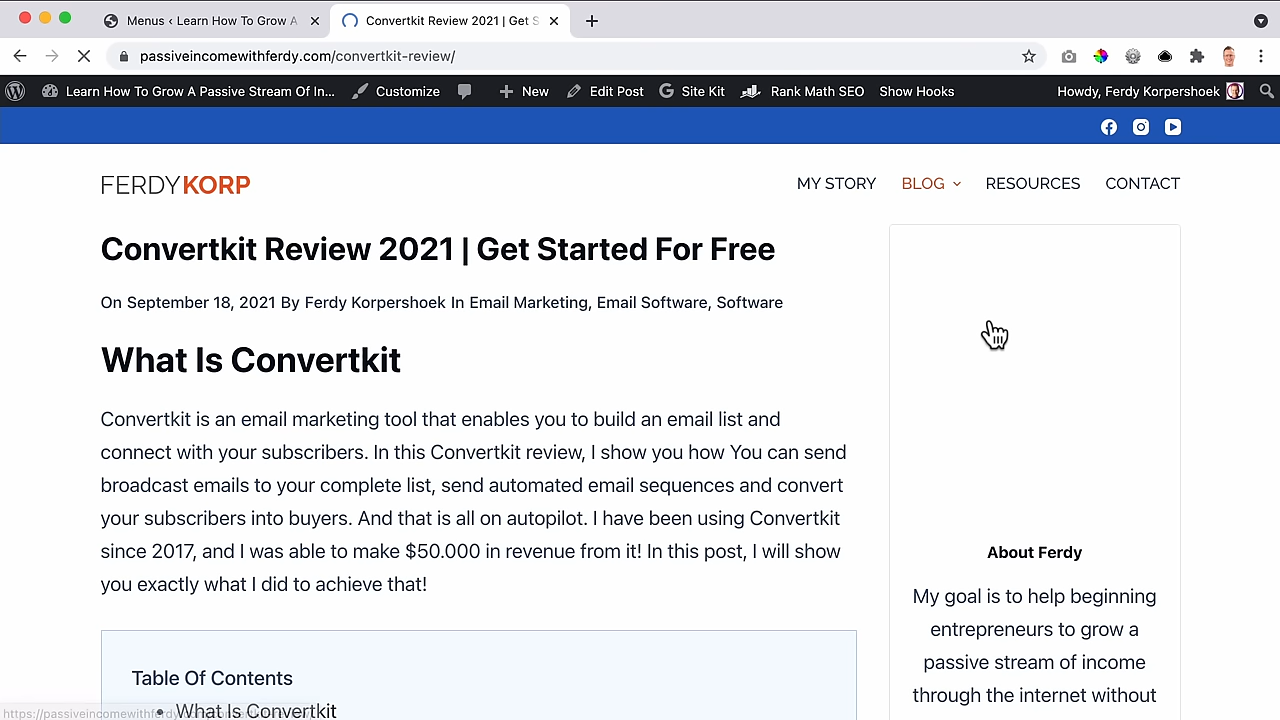 Menus ‹ Learn How To Grow A
Convertkit Review 2021 | Get S
passiveincomewithferdy.com/convertkit-review/
Learn How To Grow A Passive Stream Of In...
Customize
New
Edit Post
Site Kit
Rank Math SEO
Show Hooks
Howdy, Ferdy Korpershoek
FERDYKORP
MY STORY
BLOG
RESOURCES
CONTACT
Convertkit Review 2021 | Get Started For Free
On September 18, 2021 By Ferdy Korpershoek In Email Marketing, Email Software, Software
What Is Convertkit
Convertkit is an email marketing tool that enables you to build an email list and
connect with your subscribers. In this Convertkit review, I show you how You can send
broadcast emails to your complete list, send automated email sequences and convert
your subscribers into buyers. And that is all on autopilot. I have been using Convertkit
since 2017, and I was able to make $50.000 in revenue from it! In this post, I will show
you exactly what I did to achieve that!
Table Of Contents
• What Is Convertkit
About Ferdy
My goal is to help beginning
entrepreneurs to grow a
passive stream of income
through the internet without